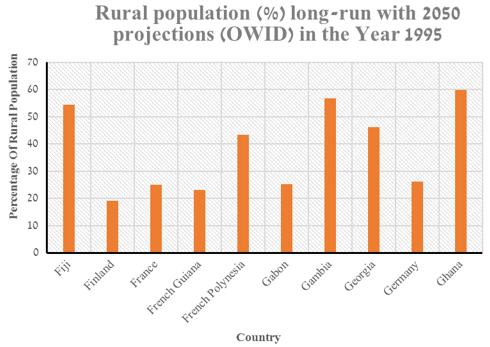 Rural population (%) long-run with 2050
projections (OWID) in the Year 1995
Percentage Of Rural Population
70
60
50
40
30
20
10
0
Fiji
Finland
France
French Guiana
French Polynesia
Gabon
Gambia
Georgia
Germany
Ghana
Country